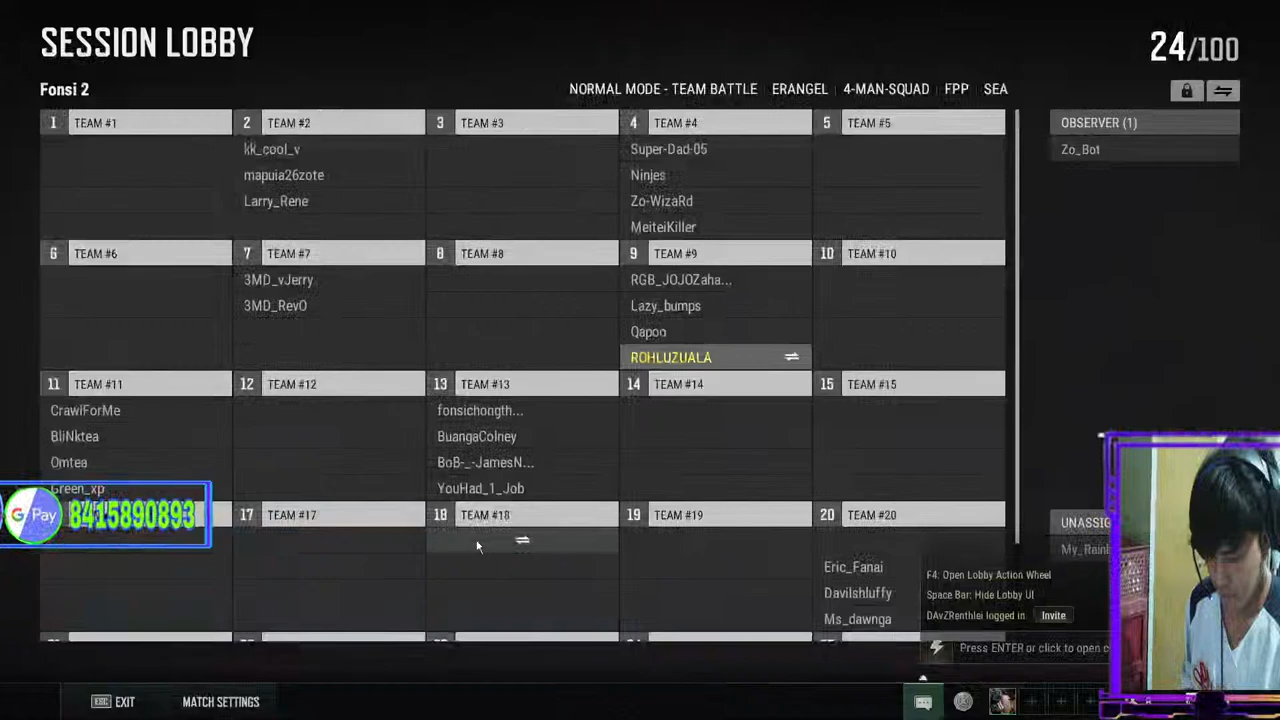 SESSION LOBBY
24/100
Fonsi 2
NORMAL MODE - TEAM BATTLE ERANGEL 4-MAN-SQUAD FPP SEA
1 TEAM #1
2 TEAM #2
kk_cool_v
mapuia26zote
Larry_Rene
3 TEAM #3
4 TEAM #4
Super-Dad-05
Ninjes
Zo-WizaRd
MeiteiKiller
5 TEAM #5
OBSERVER (1)
Zo_Bot
6 TEAM #6
7 TEAM #7
3MD_vJerry
3MD_RevO
8 TEAM #8
9 TEAM #9
RGB_JOJOZaha...
Lazy_bumps
Qapoo
ROHLUZUALA
10 TEAM #10
11 TEAM #11
CrawlForMe
BliNktea
Omtea
Green_xp
12 TEAM #12
13 TEAM #13
fonsichongth...
BuangaColney
BoB-_-JamesN...
YouHad_1_Job
14 TEAM #14
15 TEAM #15
G Pay 8415890893
17 TEAM #17
18 TEAM #18
19 TEAM #19
20 TEAM #20
Eric_Fanai
Davilshluffy
Ms_dawnga
F4: Open Lobby Action Wheel
Space Bar: Hide Lobby UI
DAvZRenthlei logged in. Invite
Press ENTER or click to open
ESC EXIT
MATCH SETTINGS